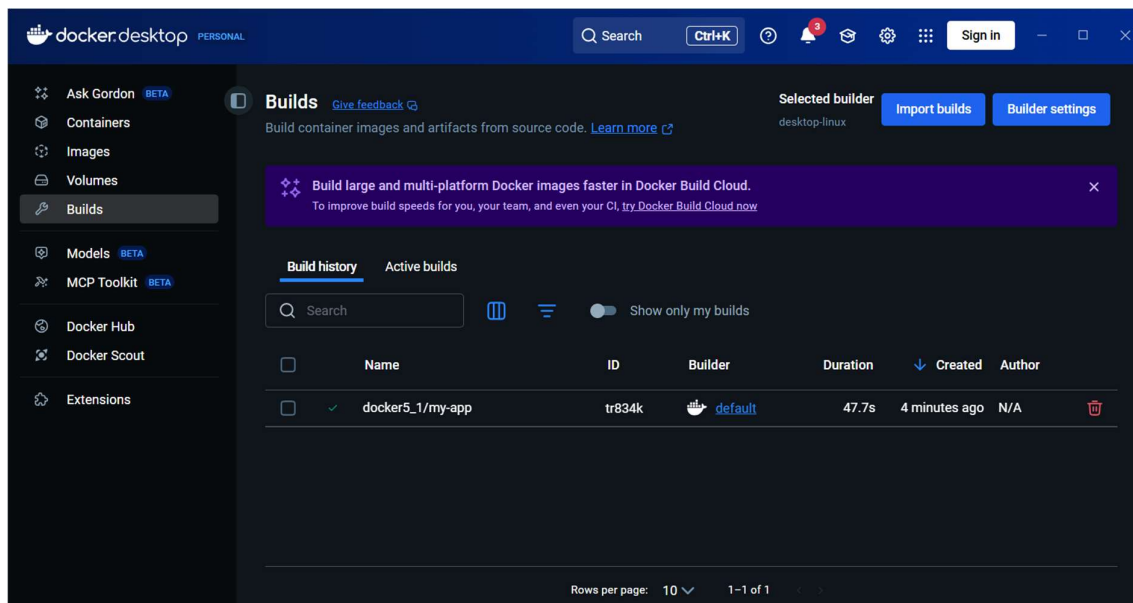 docker.desktop PERSONAL
Search Ctrl+K 3 Sign in
Ask Gordon BETA
Containers
Images
Volumes
Builds
Models BETA
MCP Toolkit BETA
Docker Hub
Docker Scout
Extensions
Builds Give feedback
Build container images and artifacts from source code. Learn more
Selected builder
desktop-linux
Import builds Builder settings
Build large and multi-platform Docker images faster in Docker Build Cloud.
To improve build speeds for you, your team, and even your CI, try Docker Build Cloud now
Build history Active builds
Search Show only my builds
Name ID Builder Duration Created Author
docker5_1/my-app tr834k default 47.7s 4 minutes ago N/A
Rows per page: 10 1–1 of 1